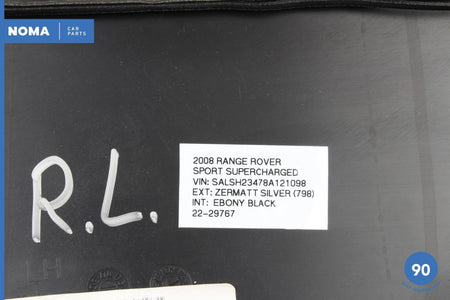 NOMA CAR PARTS
R.L.
2008 RANGE ROVER
SPORT SUPERCHARGED
VIN: SALSH23478A121098
EXT: ZERMATT SILVER (798)
INT: EBONY BLACK
22-29767
LH
90